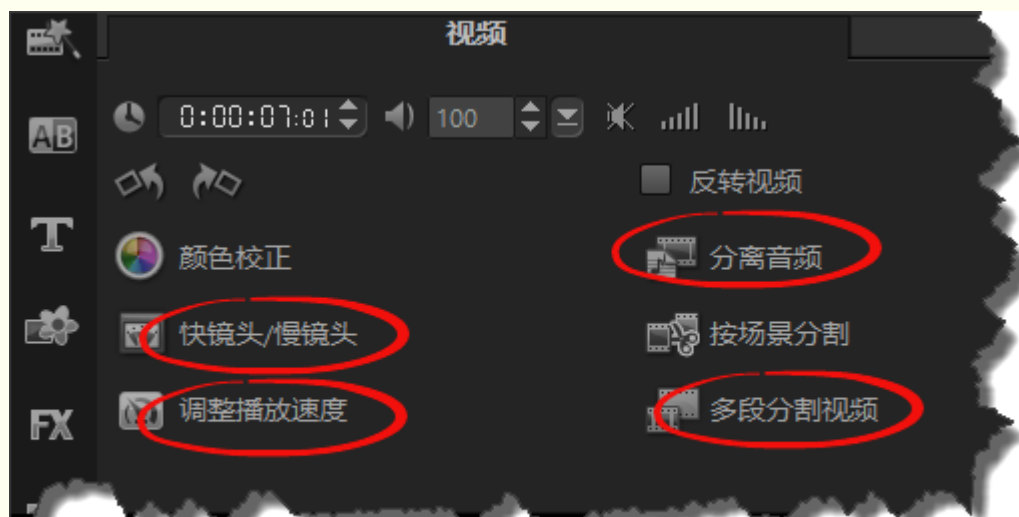 视频
0:00:07:01 100
AB
反转视频
T
颜色校正 分离音频
快镜头/慢镜头 按场景分割
FX 调整播放速度 多段分割视频